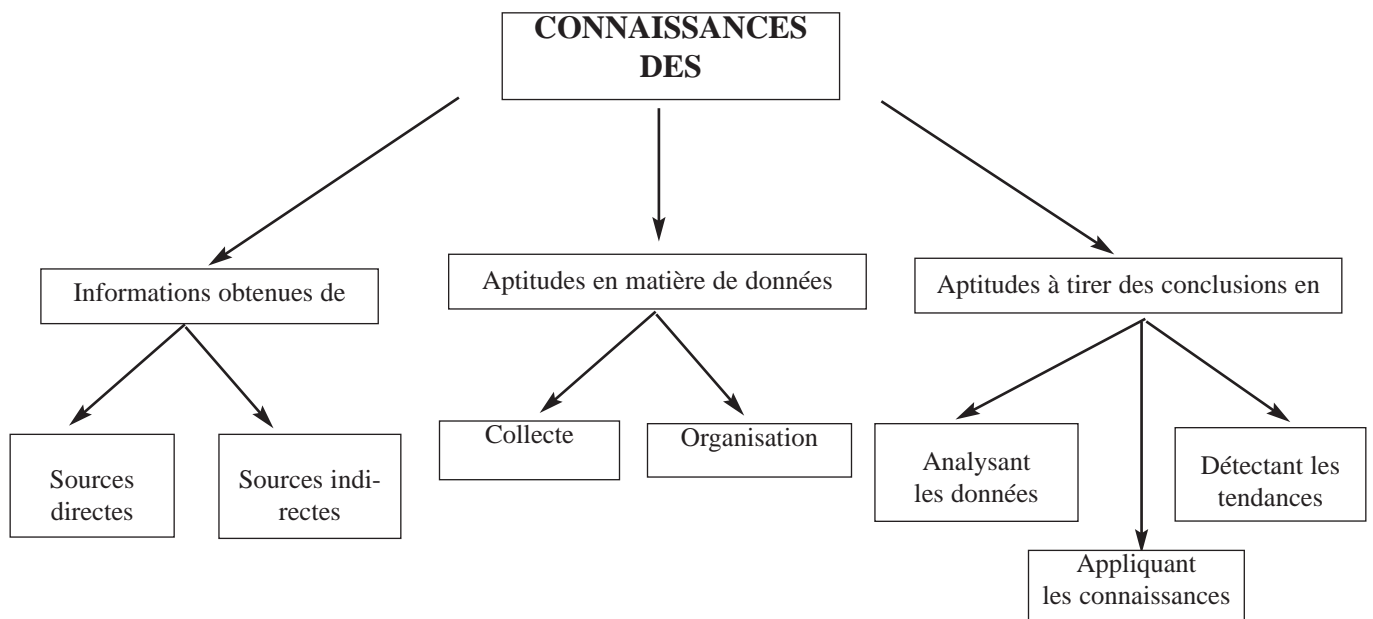 CONNAISSANCES
DES
Informations obtenues de
Aptitudes en matière de données
Aptitudes à tirer des conclusions en
Sources
directes
Sources indi-
rectes
Collecte
Organisation
Analysant
les données
Détectant les
tendances
Appliquant
les connaissances